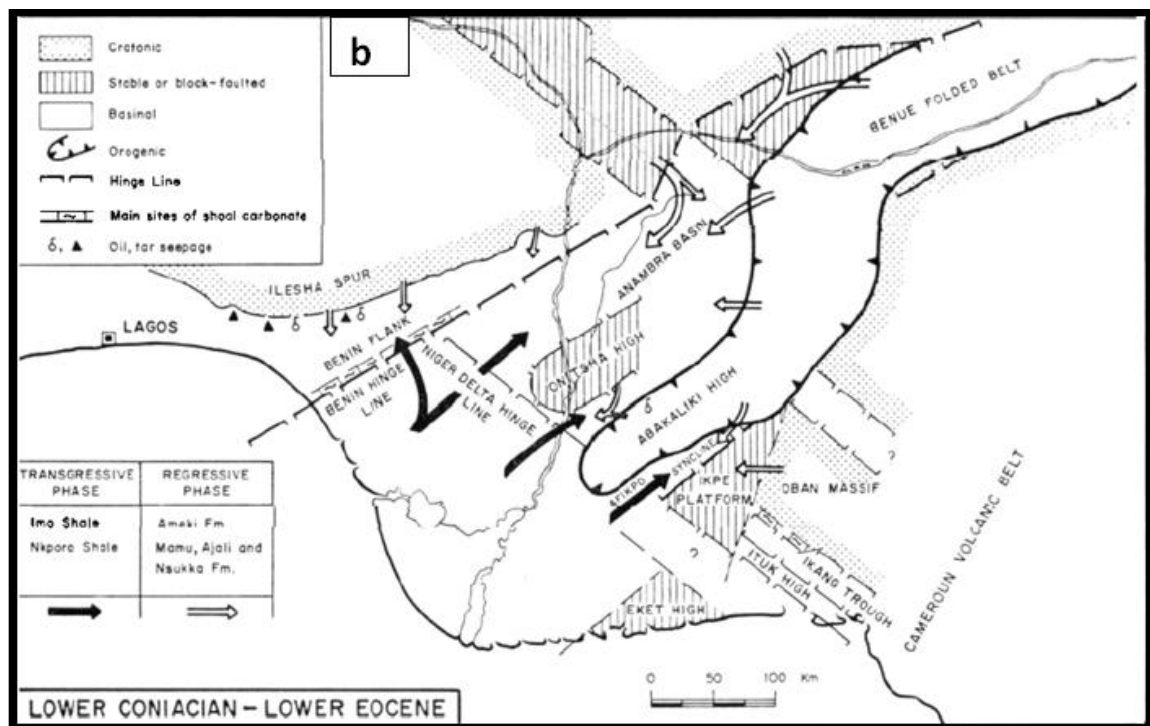 b
Cratonic
Stable or block-faulted
Basinal
Orogenic
Hinge Line
Main sites of shoal carbonate
δ, ▲ Oil, tar seepage
BENUE FOLDED BELT
ANAMBRA BASIN
ILESHA SPUR
LAGOS
BENIN FLANK
BENIN HINGE
LINE
NIGER DELTA HINGE
LINE
ONITSHA HIGH
ABAKALIKI HIGH
AFIKPO SYNCLINE
IKPE
PLATFORM
OBAN MASSIF
?
?
ITUK HIGH
IKANG TROUGH
EKET HIGH
CAMEROUN VOLCANIC BELT
TRANSGRESSIVE
PHASE
REGRESSIVE
PHASE
Imo Shale
Nkporo Shale
Ameki Fm
Mamu, Ajali and
Nsukka Fm.
0 50 100
Km
LOWER CONIACIAN – LOWER EOCENE